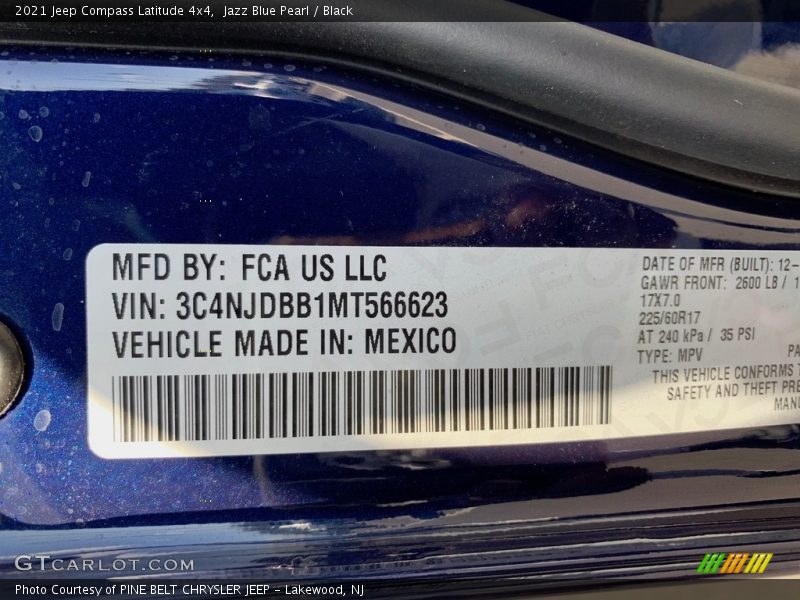 2021 Jeep Compass Latitude 4x4, Jazz Blue Pearl / Black
MFD BY: FCA US LLC
VIN: 3C4NJDBB1MT566623
VEHICLE MADE IN: MEXICO
DATE OF MFR (BUILT): 12-
GAWR FRONT: 2600 LB / 1
17X7.0
225/60R17
AT 240 kPa / 35 PSI
TYPE: MPV PA
THIS VEHICLE CONFORMS T
SAFETY AND THEFT PRE
MANU
GTCARLOT.COM
Photo Courtesy of PINE BELT CHRYSLER JEEP - Lakewood, NJ